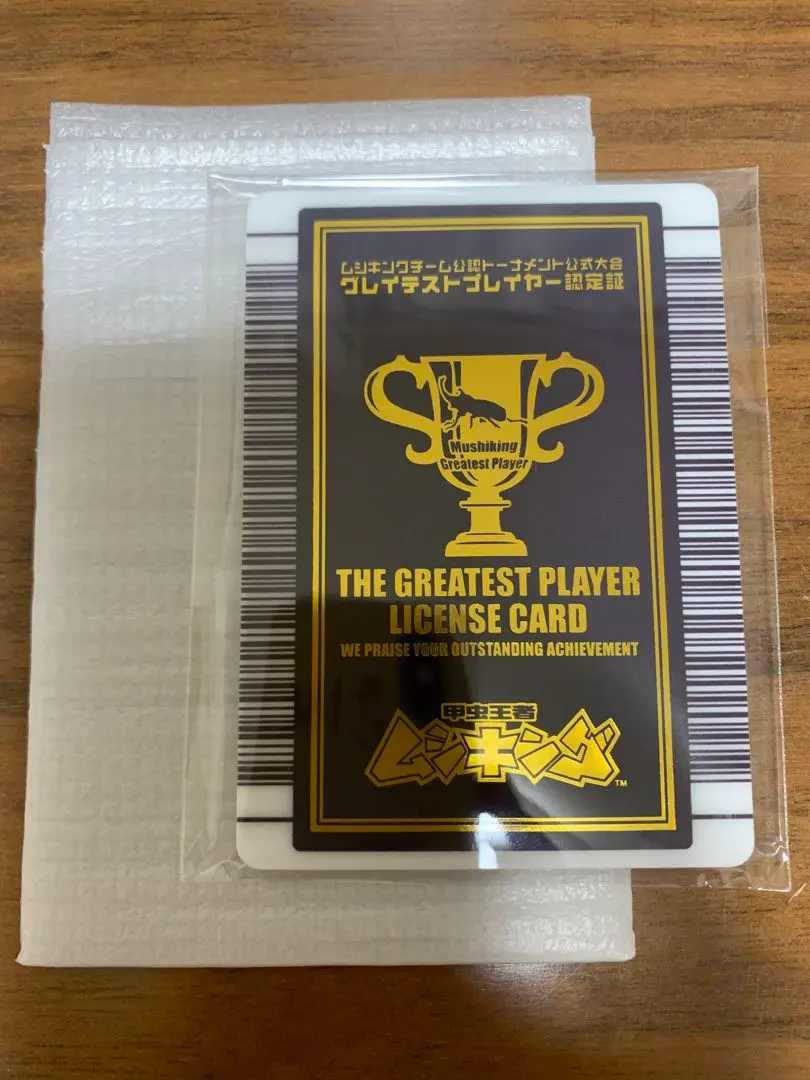 ムシキングチーム公認トーナメント公式大会
グレイテストプレイヤー認定証
Mushiking
Greatest Player
THE GREATEST PLAYER
LICENSE CARD
WE PRAISE YOUR OUTSTANDING ACHIEVEMENT
甲虫王者
ムシキング
TM